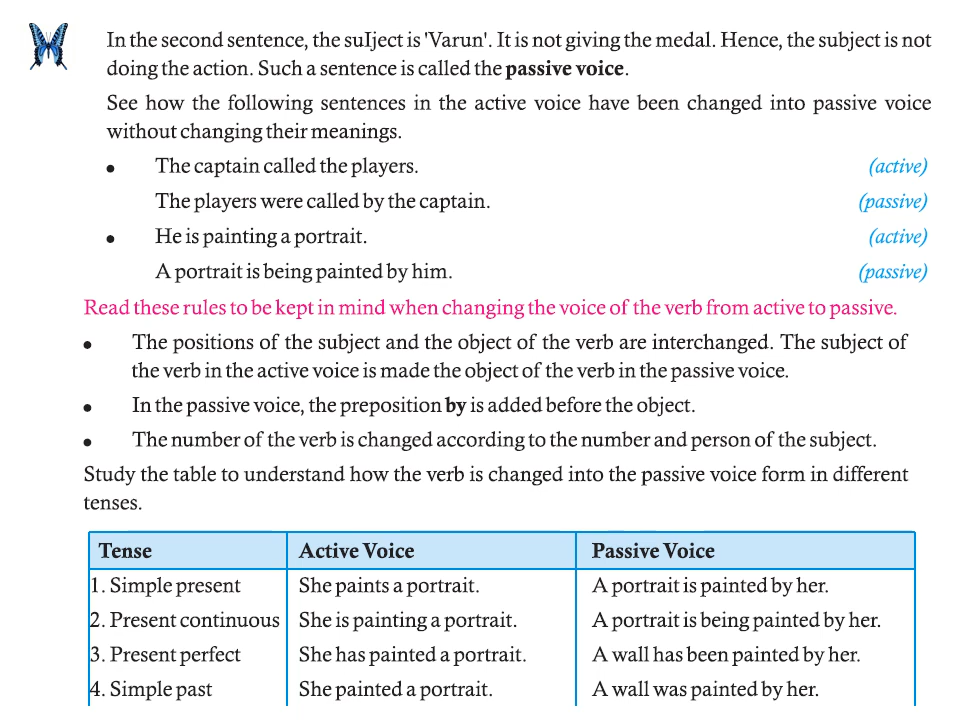 In the second sentence, the suIject is 'Varun'. It is not giving the medal. Hence, the subject is not
doing the action. Such a sentence is called the passive voice.
See how the following sentences in the active voice have been changed into passive voice
without changing their meanings.
• The captain called the players. (active)
The players were called by the captain. (passive)
• He is painting a portrait. (active)
A portrait is being painted by him. (passive)
Read these rules to be kept in mind when changing the voice of the verb from active to passive.
• The positions of the subject and the object of the verb are interchanged. The subject of
the verb in the active voice is made the object of the verb in the passive voice.
• In the passive voice, the preposition by is added before the object.
• The number of the verb is changed according to the number and person of the subject.
Study the table to understand how the verb is changed into the passive voice form in different
tenses.
Tense Active Voice Passive Voice
1. Simple present She paints a portrait. A portrait is painted by her.
2. Present continuous She is painting a portrait. A portrait is being painted by her.
3. Present perfect She has painted a portrait. A wall has been painted by her.
4. Simple past She painted a portrait. A wall was painted by her.